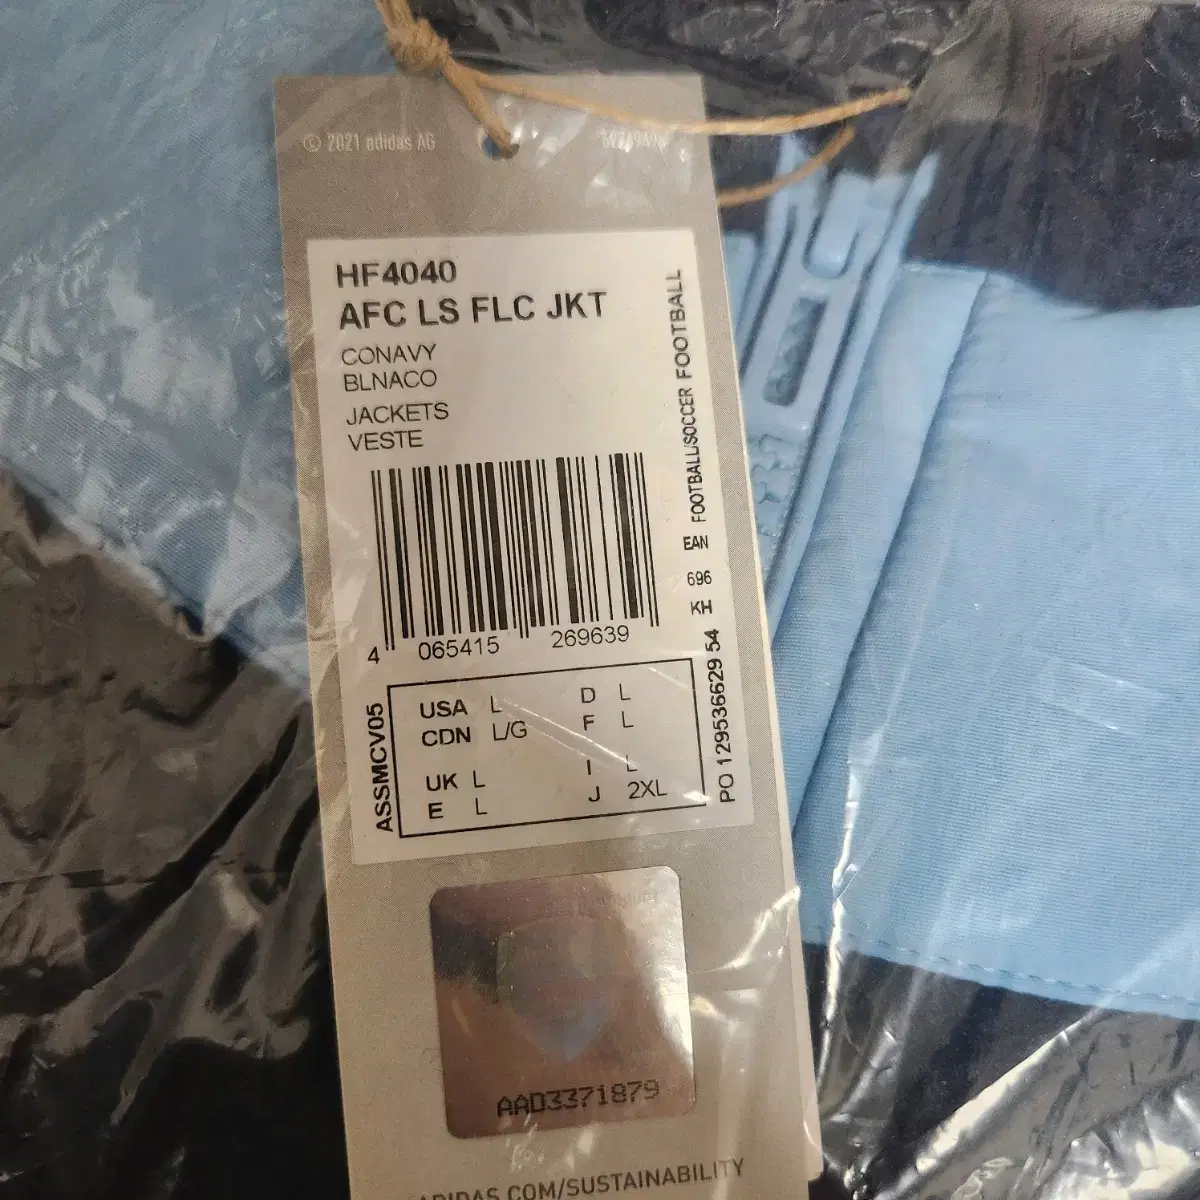 © 2021 adidas AG
HF4040
AFC LS FLC JKT
CONAVY
BLNACO
JACKETS
VESTE
4 065415 269639
USA L D L
CDN L/G F L
UK L I L
E L J 2XL
ASSMCV05
PO 129536629 54 KH 696 EAN FOOTBALL/SOCCER FOOTBALL
AAD3371879
ADIDAS.COM/SUSTAINABILITY